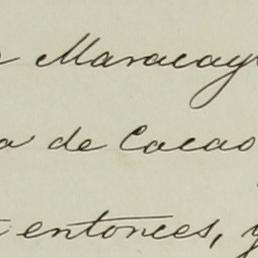 Maracay
de Cacao
entonces, y